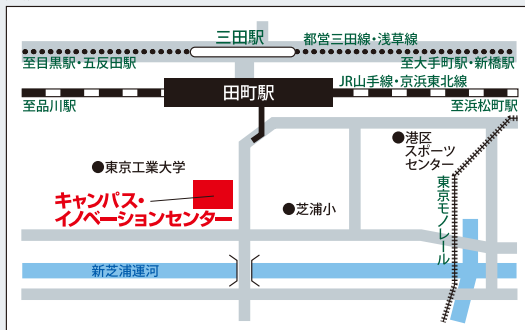 三田駅
都営三田線・浅草線
至目黒駅・五反田駅
至大手町駅・新橋駅
田町駅
JR山手線・京浜東北線
至品川駅
至浜松町駅
港区
スポーツ
センター
東京工業大学
キャンパス・
イノベーションセンター
芝浦小
東京モノレール
新芝浦運河